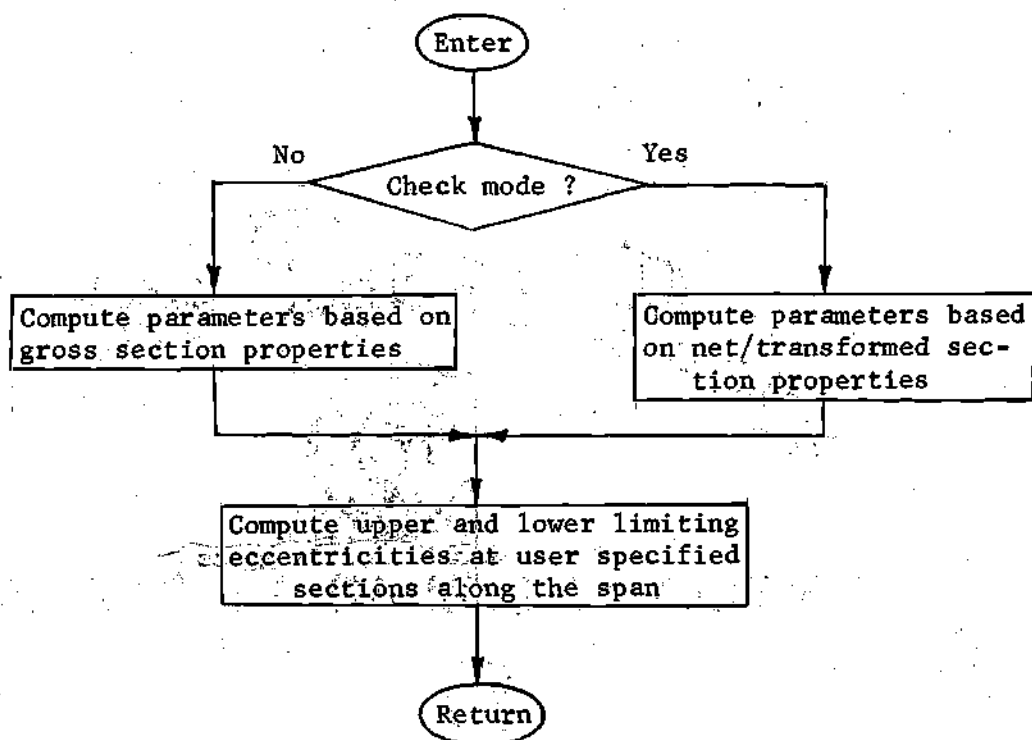 Enter
No
Yes
Check mode ?
Compute parameters based on
gross section properties
Compute parameters based
on net/transformed sec-
tion properties
Compute upper and lower limiting
eccentricities at user specified
sections along the span
Return